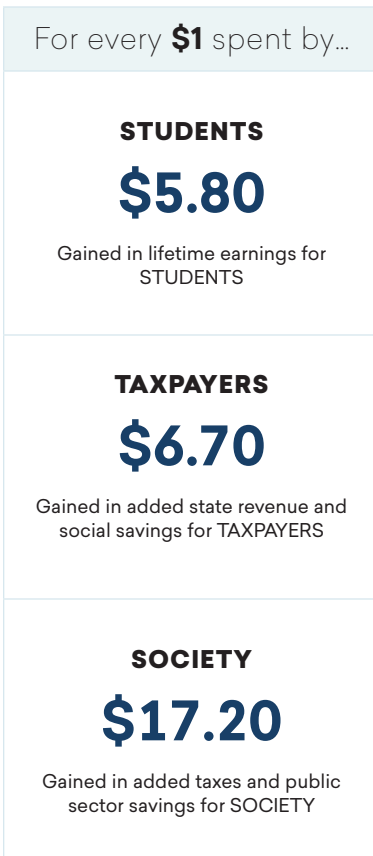 For every $1 spent by...
STUDENTS
$5.80
Gained in lifetime earnings for
STUDENTS
TAXPAYERS
$6.70
Gained in added state revenue and
social savings for TAXPAYERS
SOCIETY
$17.20
Gained in added taxes and public
sector savings for SOCIETY